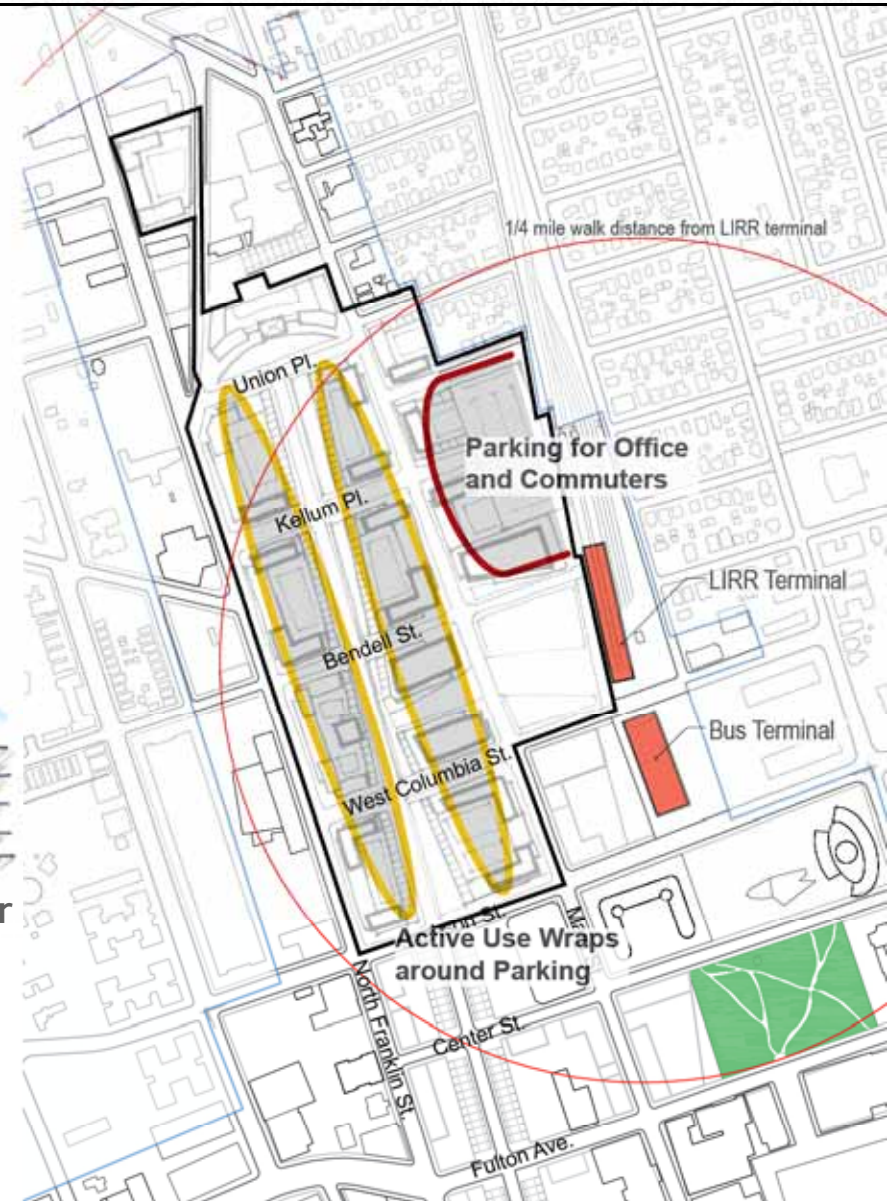 1/4 mile walk distance from LIRR terminal
Union Pl.
Parking for Office
and Commuters
Kellum Pl.
LIRR Terminal
Bendell St.
Bus Terminal
West Columbia St.
r
St.
Active Use Wraps
around Parking
North Franklin St.
Center St.
Fulton Ave.